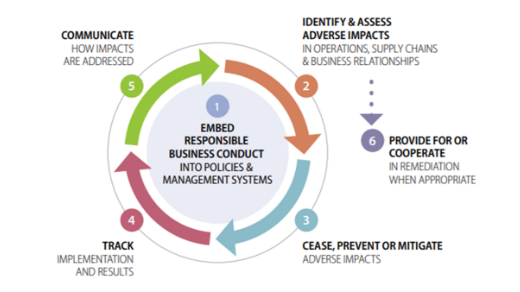 1
EMBED
RESPONSIBLE
BUSINESS CONDUCT
INTO POLICIES &
MANAGEMENT SYSTEMS
2
IDENTIFY & ASSESS
ADVERSE IMPACTS
IN OPERATIONS, SUPPLY CHAINS
& BUSINESS RELATIONSHIPS
3
CEASE, PREVENT OR MITIGATE
ADVERSE IMPACTS
4
TRACK
IMPLEMENTATION
AND RESULTS
5
COMMUNICATE
HOW IMPACTS
ARE ADDRESSED
6
PROVIDE FOR OR
COOPERATE
IN REMEDIATION
WHEN APPROPRIATE